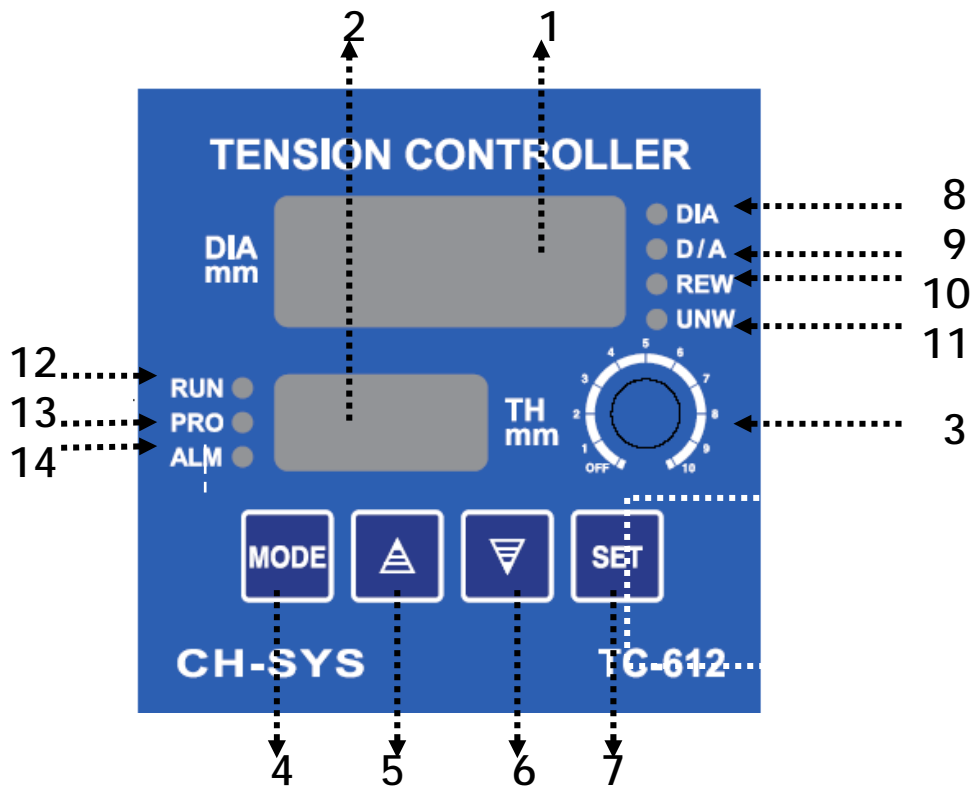 2 1
TENSION CONTROLLER
DIA
mm
DIA 8
D/A 9
REW 10
UNW 11
12 RUN
13 PRO
14 ALM
TH
mm
OFF 1 2 3 4 5 6 7 8 9 10
3
MODE SET
CH-SYS TC-612
4 5 6 7